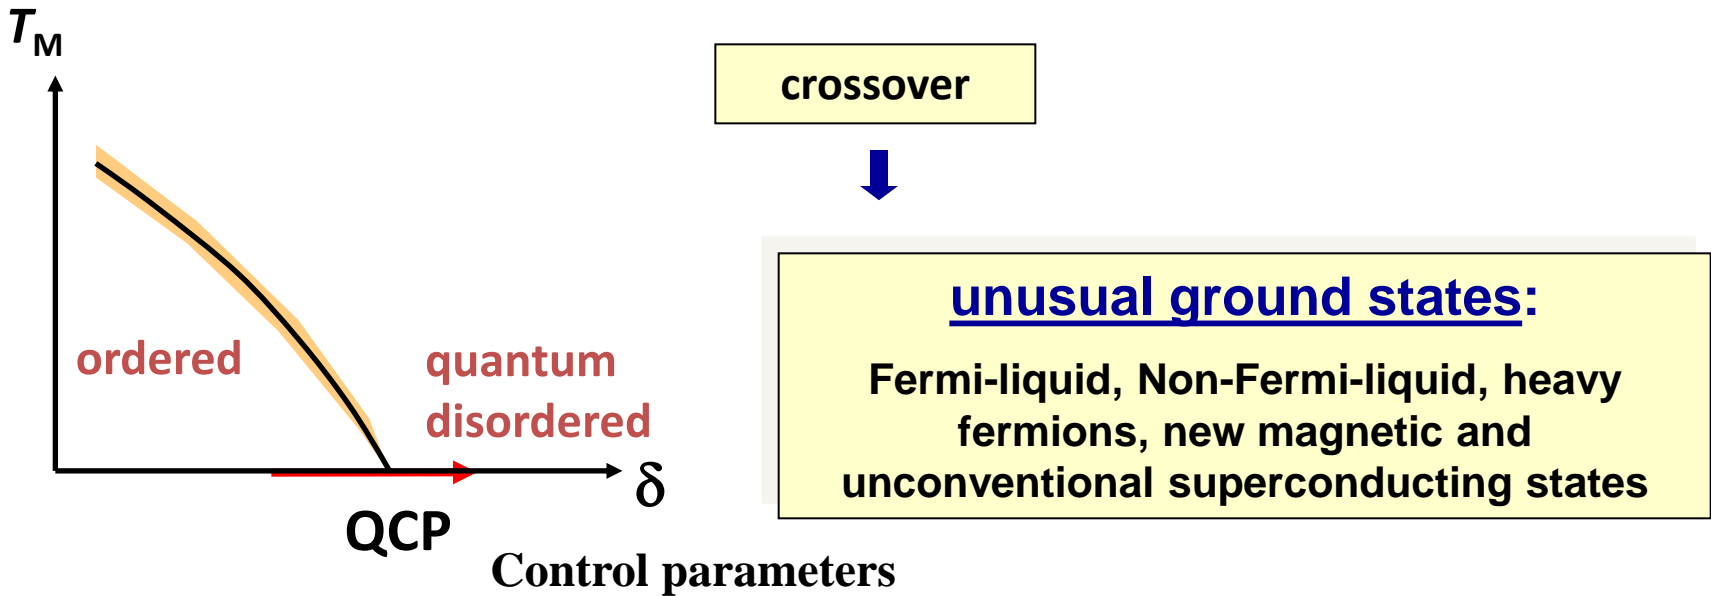 T_M
crossover
unusual ground states:
ordered
quantum
disordered
Fermi-liquid, Non-Fermi-liquid, heavy
fermions, new magnetic and
unconventional superconducting states
δ
QCP
Control parameters